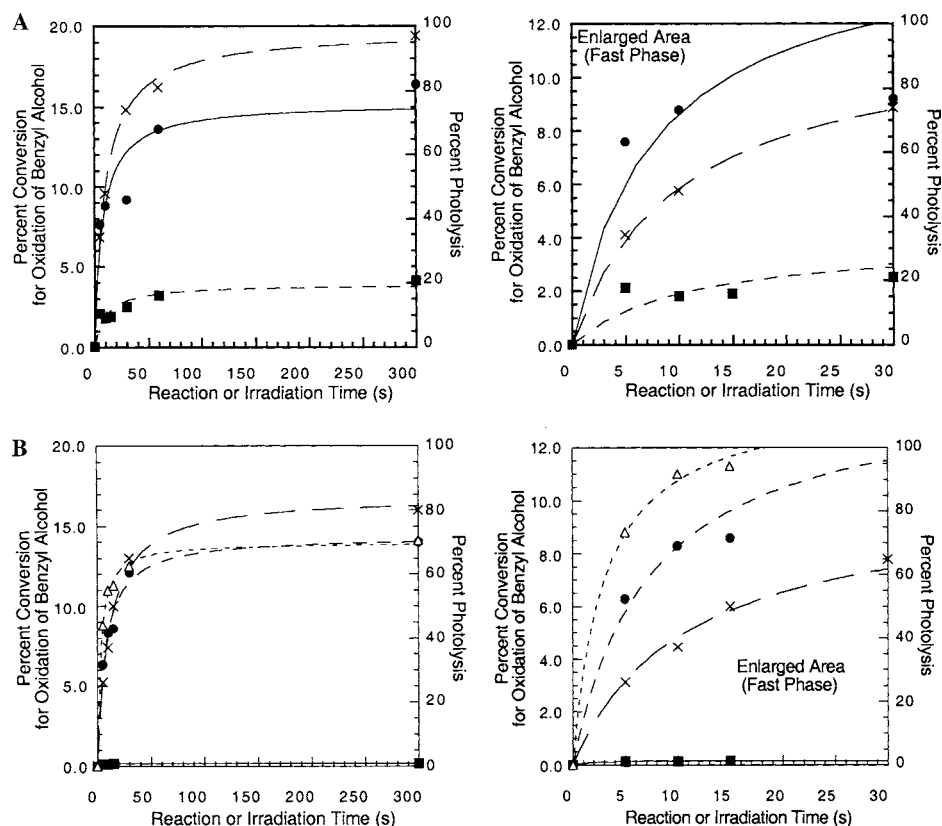 A
Percent Conversion
for Oxidation of Benzyl Alcohol
20.0
15.0
10.0
5.0
0.0
100
80
60
40
20
0
Percent Photolysis
0 50 100 150 200 250 300
Reaction or Irradiation Time (s)
Enlarged Area
(Fast Phase)
Percent Conversion
for Oxidation of Benzyl Alcohol
12.0
10.0
8.0
6.0
4.0
2.0
0.0
100
80
60
40
20
0
Percent Photolysis
0 5 10 15 20 25 30
Reaction or Irradiation Time (s)
B
Percent Conversion
for Oxidation of Benzyl Alcohol
20.0
15.0
10.0
5.0
0.0
100
80
60
40
20
0
Percent Photolysis
0 50 100 150 200 250 300
Reaction or Irradiation Time (s)
Percent Conversion
for Oxidation of Benzyl Alcohol
12.0
10.0
8.0
6.0
4.0
2.0
0.0
100
80
60
40
20
0
Percent Photolysis
Enlarged Area
(Fast Phase)
0 5 10 15 20 25 30
Reaction or Irradiation Time (s)